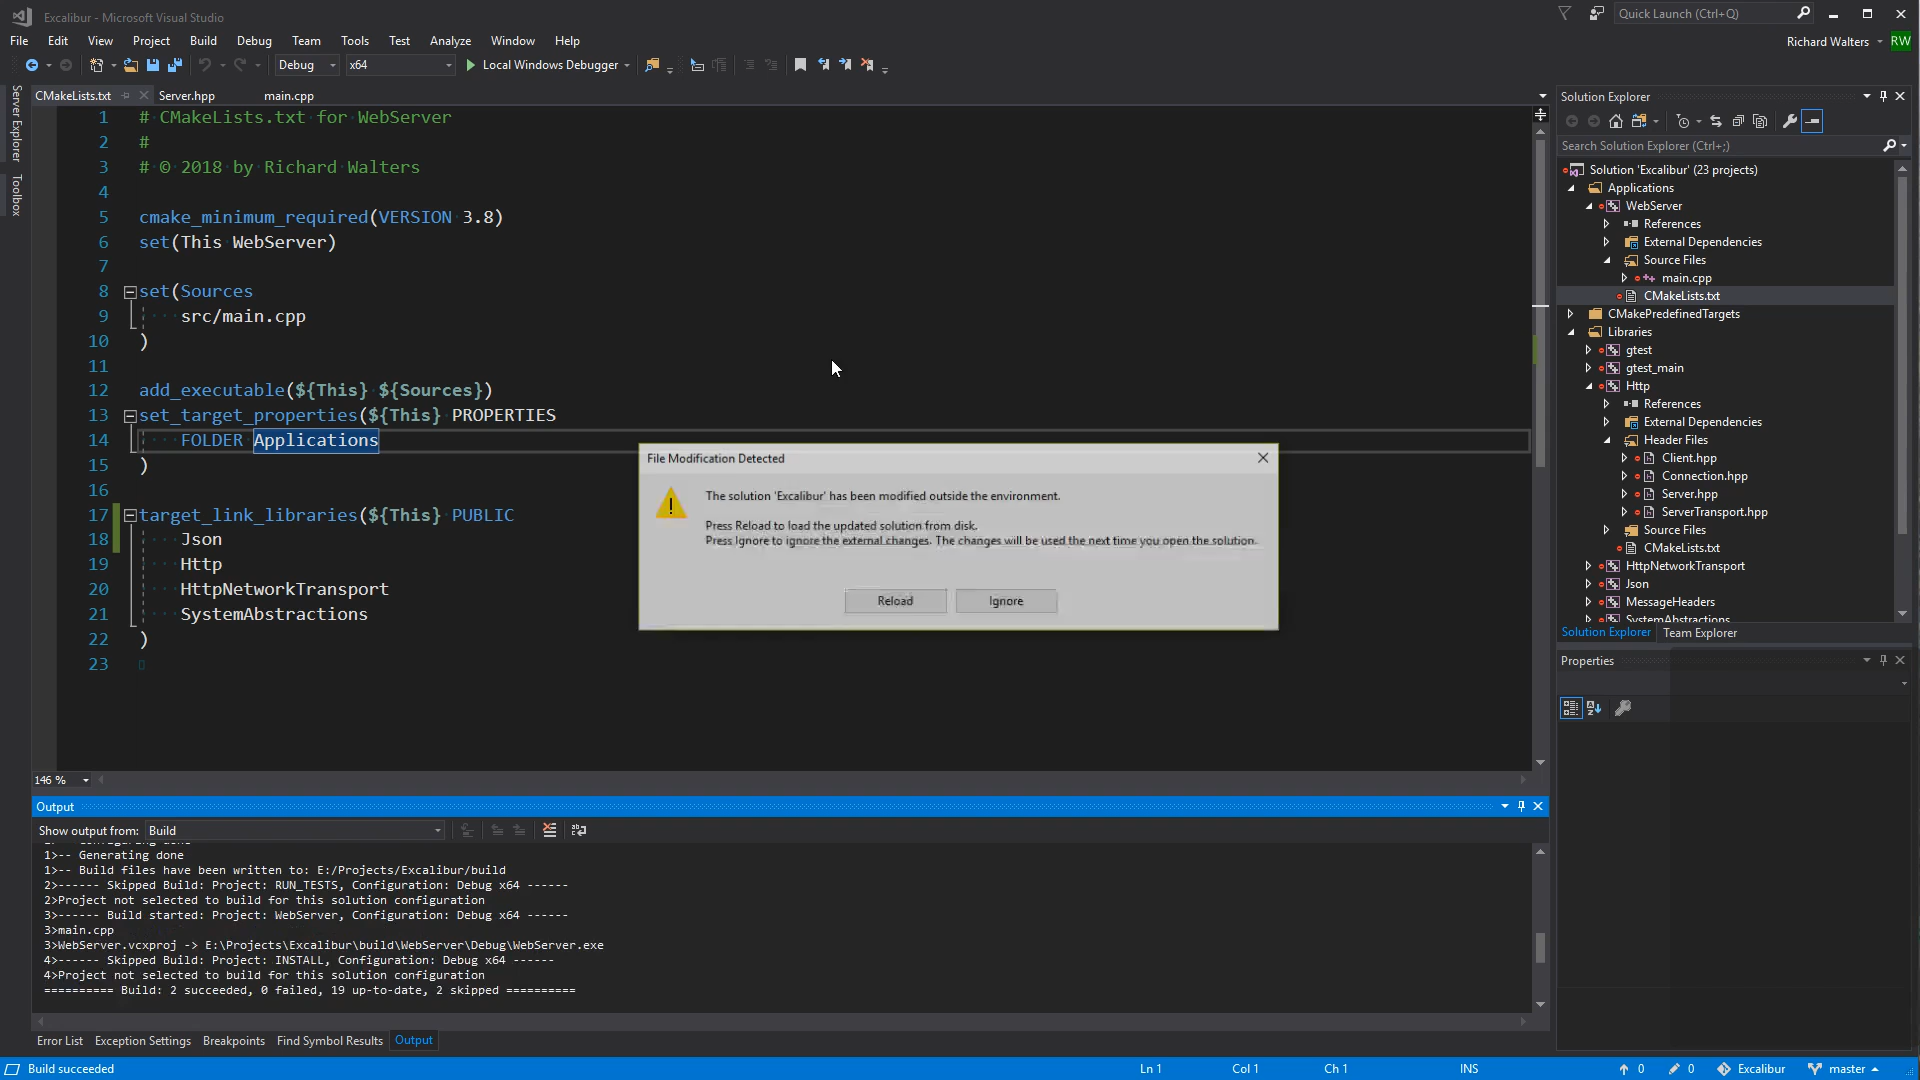 Excalibur - Microsoft Visual Studio
Quick Launch (Ctrl+Q)
File Edit View Project Build Debug Team Tools Test Analyze Window Help
Richard Walters RW
Debug x64 Local Windows Debugger
Server Explorer
Toolbox
CMakeLists.txt Server.hpp main.cpp
1 # CMakeLists.txt for WebServer
2 #
3 # © 2018 by Richard Walters
4
5 cmake_minimum_required(VERSION 3.8)
6 set(This WebServer)
7
8 set(Sources
9 src/main.cpp
10 )
11
12 add_executable(${This} ${Sources})
13 set_target_properties(${This} PROPERTIES
14 FOLDER Applications
15 )
16
17 target_link_libraries(${This} PUBLIC
18 Json
19 Http
20 HttpNetworkTransport
21 SystemAbstractions
22 )
23
146 %
File Modification Detected
The solution 'Excalibur' has been modified outside the environment.
Press Reload to load the updated solution from disk.
Press Ignore to ignore the external changes. The changes will be used the next time you open the solution.
Reload Ignore
Solution Explorer
Search Solution Explorer (Ctrl+;)
Solution 'Excalibur' (23 projects)
Applications
WebServer
References
External Dependencies
Source Files
main.cpp
CMakeLists.txt
CMakePredefinedTargets
Libraries
gtest
gtest_main
Http
References
External Dependencies
Header Files
Client.hpp
Connection.hpp
Server.hpp
ServerTransport.hpp
Source Files
CMakeLists.txt
HttpNetworkTransport
Json
MessageHeaders
SystemAbstractions
Solution Explorer Team Explorer
Properties
Output
Show output from: Build
1>-- Configuring done
1>-- Generating done
1>-- Build files have been written to: E:/Projects/Excalibur/build
2>------ Skipped Build: Project: RUN_TESTS, Configuration: Debug x64 ------
2>Project not selected to build for this solution configuration
3>------ Build started: Project: WebServer, Configuration: Debug x64 ------
3>main.cpp
3>WebServer.vcxproj -> E:\Projects\Excalibur\build\WebServer\Debug\WebServer.exe
4>------ Skipped Build: Project: INSTALL, Configuration: Debug x64 ------
4>Project not selected to build for this solution configuration
========== Build: 2 succeeded, 0 failed, 19 up-to-date, 2 skipped ==========
Error List Exception Settings Breakpoints Find Symbol Results Output
Build succeeded Ln 1 Col 1 Ch 1 INS 0 0 Excalibur master